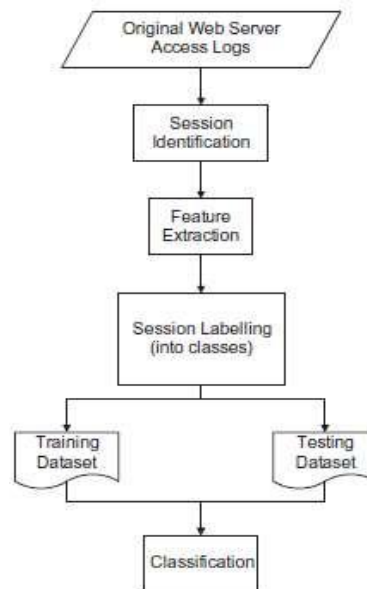 Original Web Server
Access Logs
Session
Identification
Feature
Extraction
Session Labelling
(into classes)
Training
Dataset
Testing
Dataset
Classification